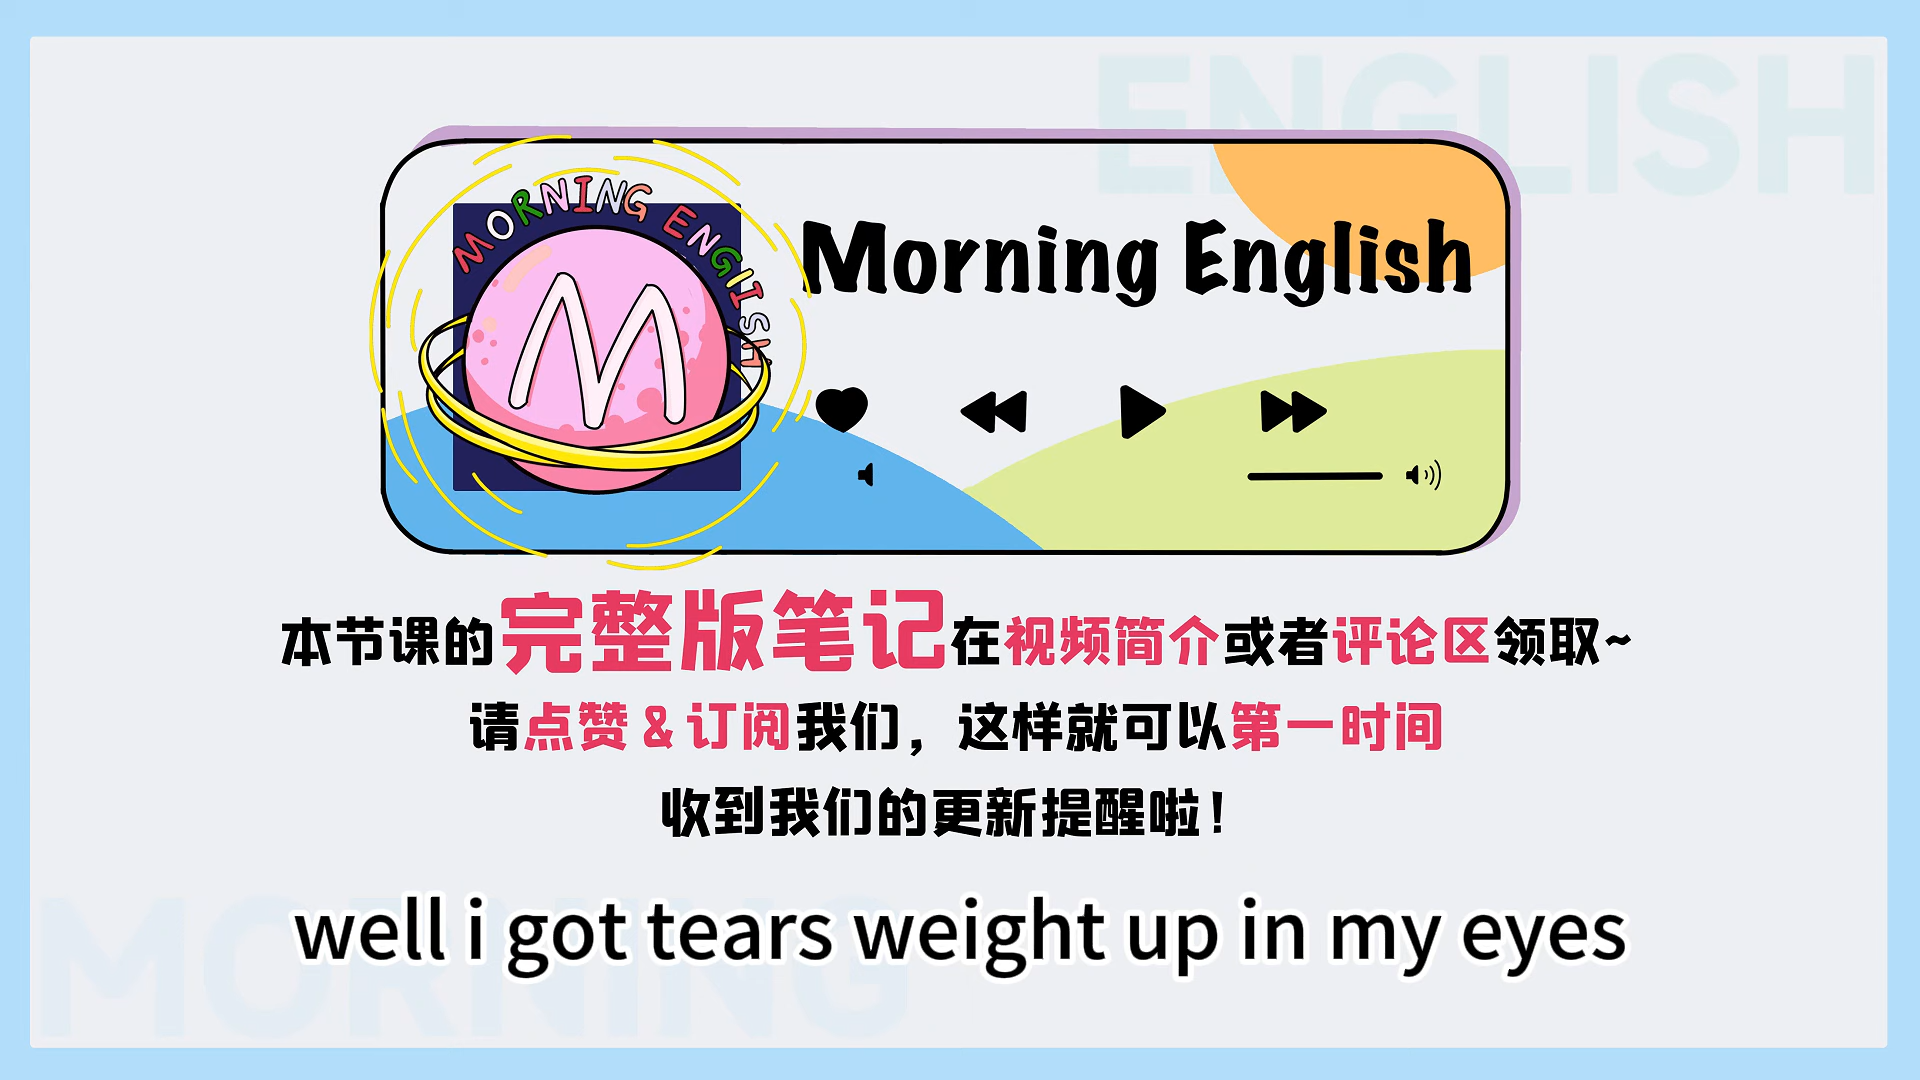 ENGLISH
MORNING ENGLISH
M
Morning English
本节课的完整版笔记在视频简介或者评论区领取~
请点赞&订阅我们，这样就可以第一时间
收到我们的更新提醒啦！
well i got tears weight up in my eyes
MORNING